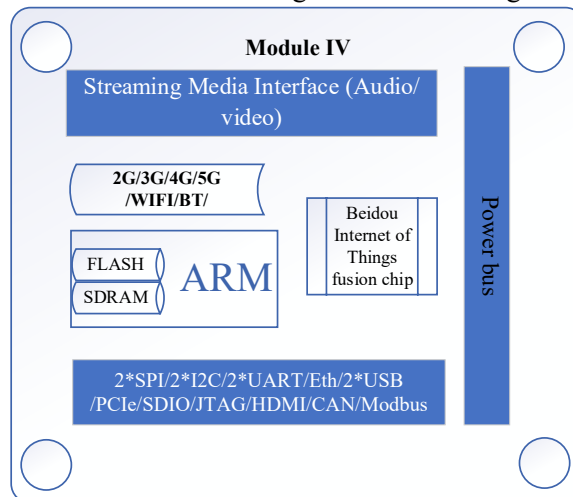 Module IV
Streaming Media Interface (Audio/
video)
2G/3G/4G/5G
/WIFI/BT/
Beidou
Internet of
Things
fusion chip
FLASH
SDRAM
ARM
Power bus
2*SPI/2*I2C/2*UART/Eth/2*USB
/PCIe/SDIO/JTAG/HDMI/CAN/Modbus